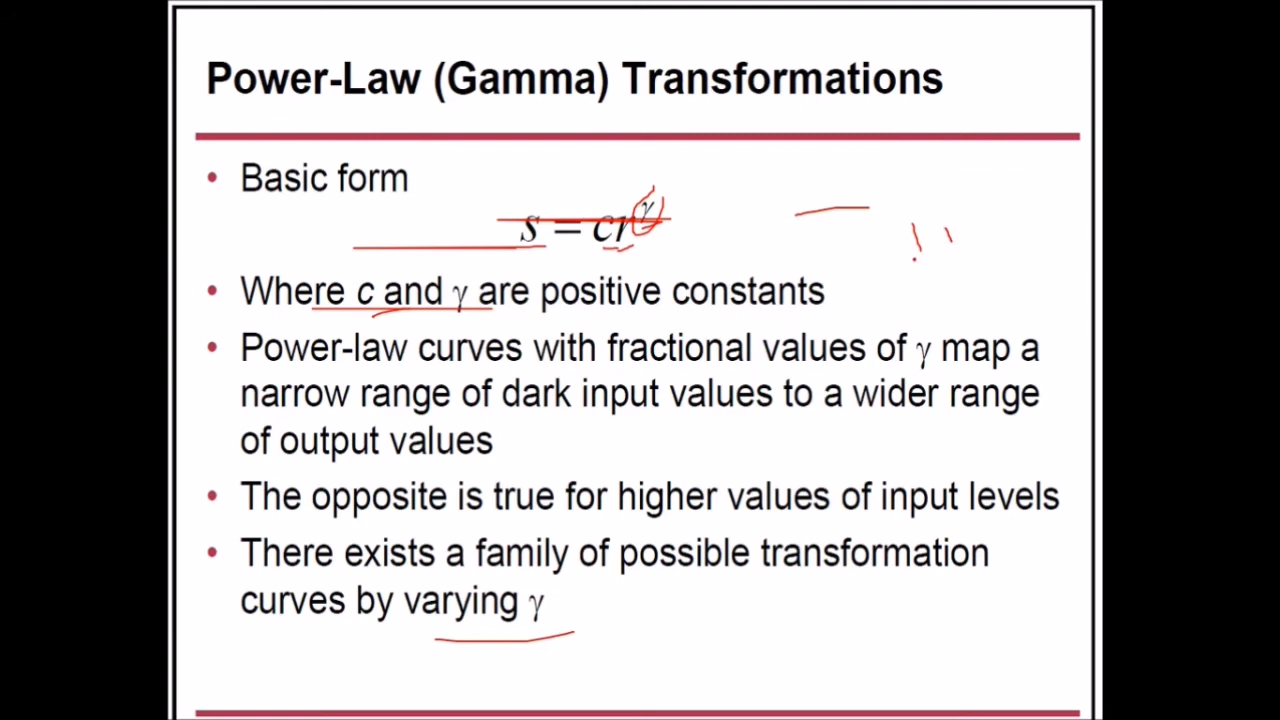 Power-Law (Gamma) Transformations
• Basic form
s = cr^γ
• Where c and γ are positive constants
• Power-law curves with fractional values of γ map a
narrow range of dark input values to a wider range
of output values
• The opposite is true for higher values of input levels
• There exists a family of possible transformation
curves by varying γ